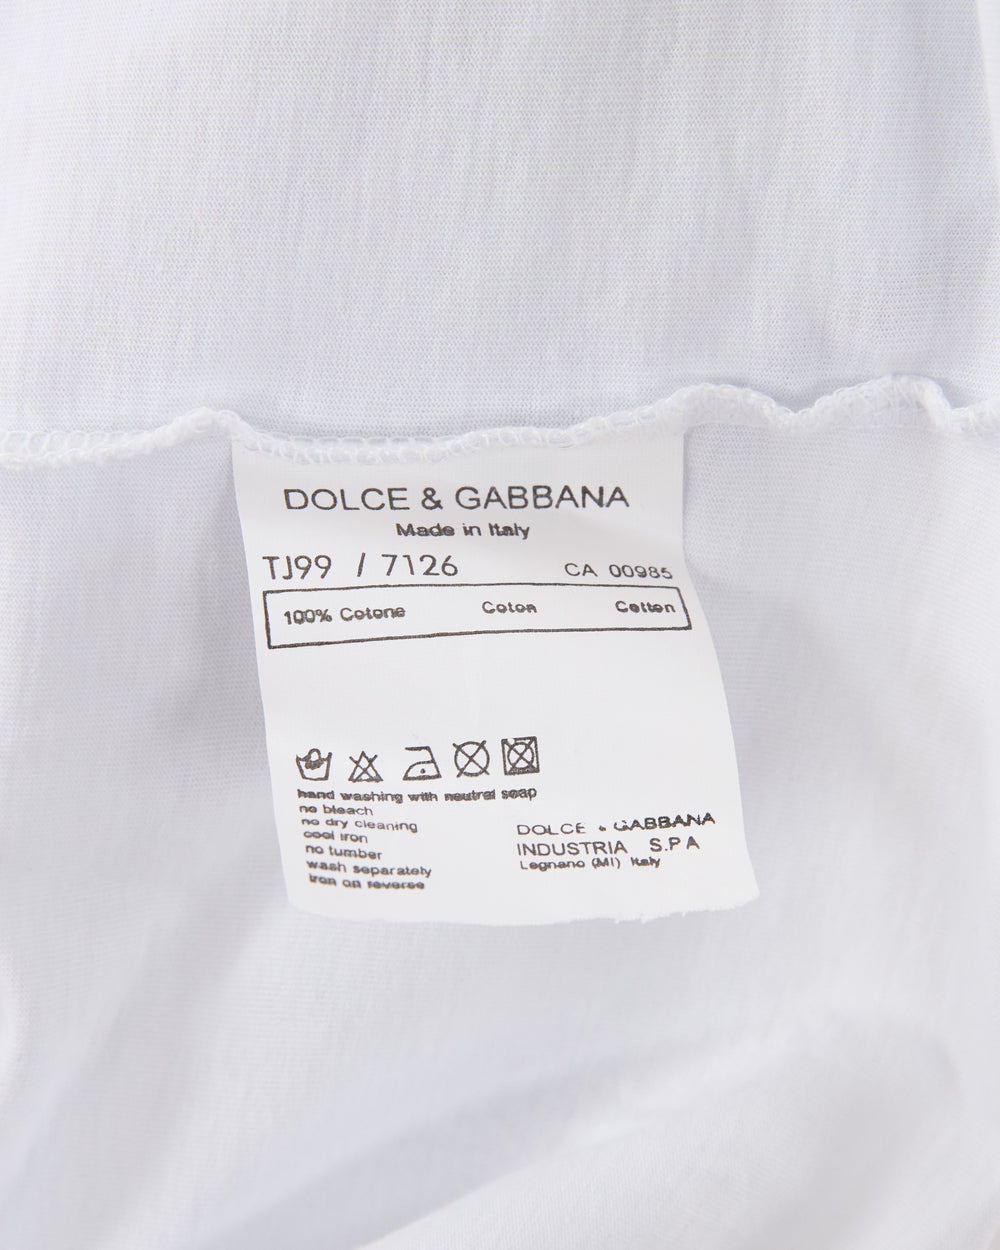 DOLCE & GABBANA
Made in Italy
TJ99 / 7126 CA 00985
100% Cotone Coton Cotton
hand washing with neutral soap
no bleach
no dry cleaning
cool iron
no tumber
wash separately
iron on reverse
DOLCE & GABBANA
INDUSTRIA S.P.A
Legnano (MI) Italy